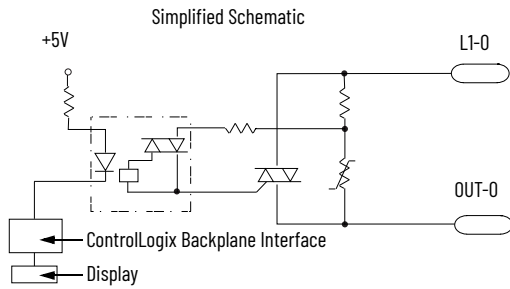 Simplified Schematic
+5V
L1-0
OUT-0
ControlLogix Backplane Interface
Display